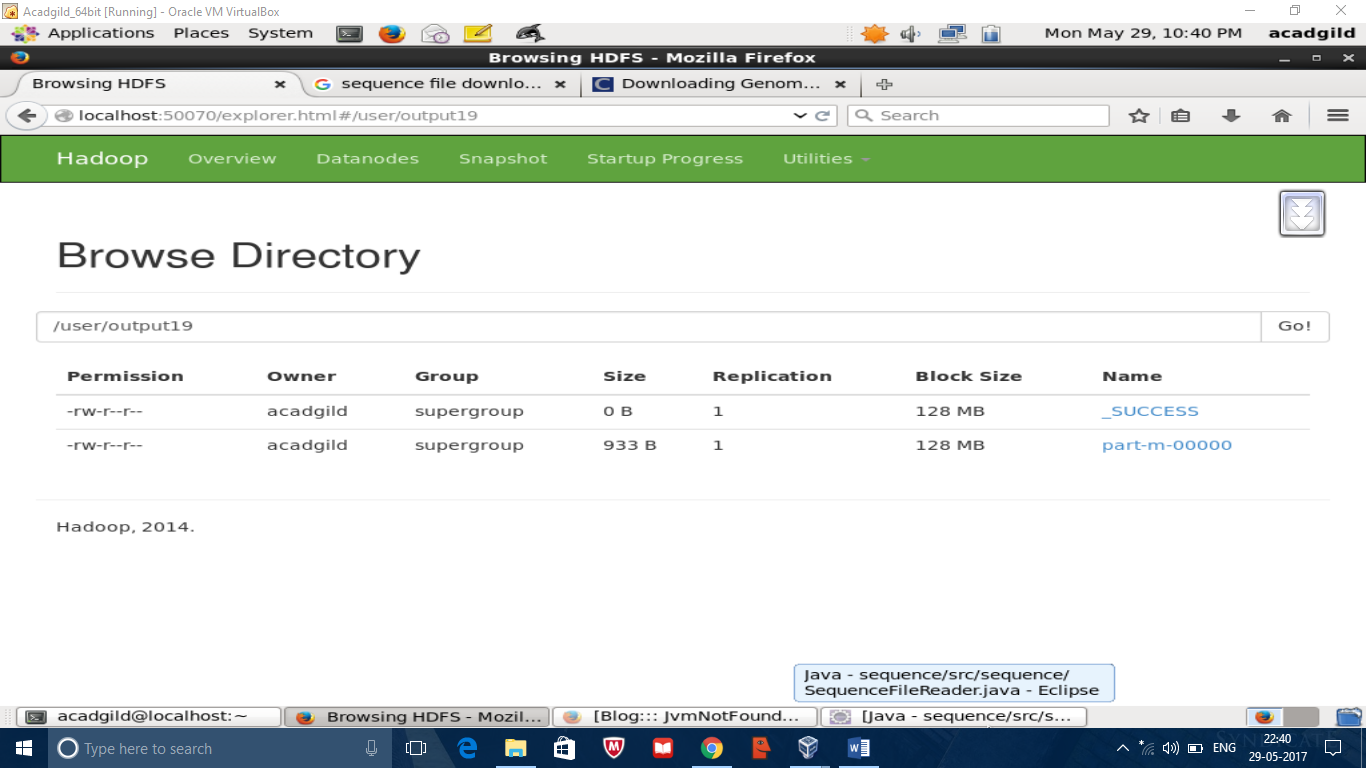 Acadgild_64bit [Running] - Oracle VM VirtualBox
Applications Places System Mon May 29, 10:40 PM acadgild
Browsing HDFS - Mozilla Firefox
Browsing HDFS sequence file downlo... Downloading Genom...
localhost:50070/explorer.html#/user/output19 Search
Hadoop Overview Datanodes Snapshot Startup Progress Utilities
Browse Directory
/user/output19 Go!
Permission Owner Group Size Replication Block Size Name
-rw-r--r-- acadgild supergroup 0 B 1 128 MB _SUCCESS
-rw-r--r-- acadgild supergroup 933 B 1 128 MB part-m-00000
Hadoop, 2014.
Java - sequence/src/sequence/
SequenceFileReader.java - Eclipse
acadgild@localhost:~ Browsing HDFS - Mozil... [Blog::: JvmNotFound... [Java - sequence/src/s...
Type here to search ENG 22:40
29-05-2017